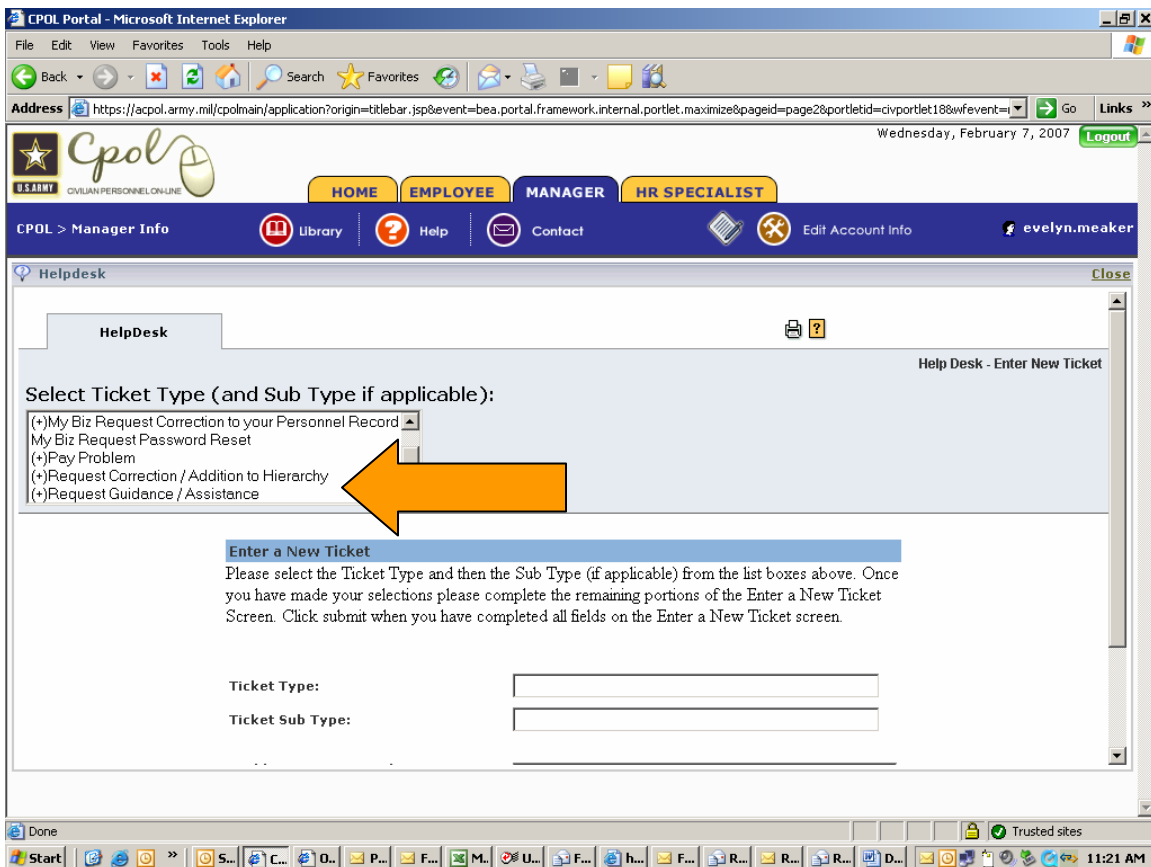 CPOL Portal - Microsoft Internet Explorer
File Edit View Favorites Tools Help
Back Search Favorites
Address https://acpol.army.mil/cpolmain/application?origin=titlebar.jsp&event=bea.portal.framework.internal.portlet.maximize&pageid=page2&portletid=civportlet18&wfevent= Go Links »
Wednesday, February 7, 2007 Logout
Cpol
U.S.ARMY CIVILIAN PERSONNEL ON-LINE
HOME EMPLOYEE MANAGER HR SPECIALIST
CPOL > Manager Info Library Help Contact Edit Account Info evelyn.meaker
Helpdesk Close
HelpDesk
Help Desk - Enter New Ticket
Select Ticket Type (and Sub Type if applicable):
(+)My Biz Request Correction to your Personnel Record
My Biz Request Password Reset
(+)Pay Problem
(+)Request Correction / Addition to Hierarchy
(+)Request Guidance / Assistance
Enter a New Ticket
Please select the Ticket Type and then the Sub Type (if applicable) from the list boxes above. Once
you have made your selections please complete the remaining portions of the Enter a New Ticket
Screen. Click submit when you have completed all fields on the Enter a New Ticket screen.
Ticket Type:
Ticket Sub Type:
Done Trusted sites
Start » S... C... O... P... F... M... U... F... h... F... R... R... R... D... 11:21 AM